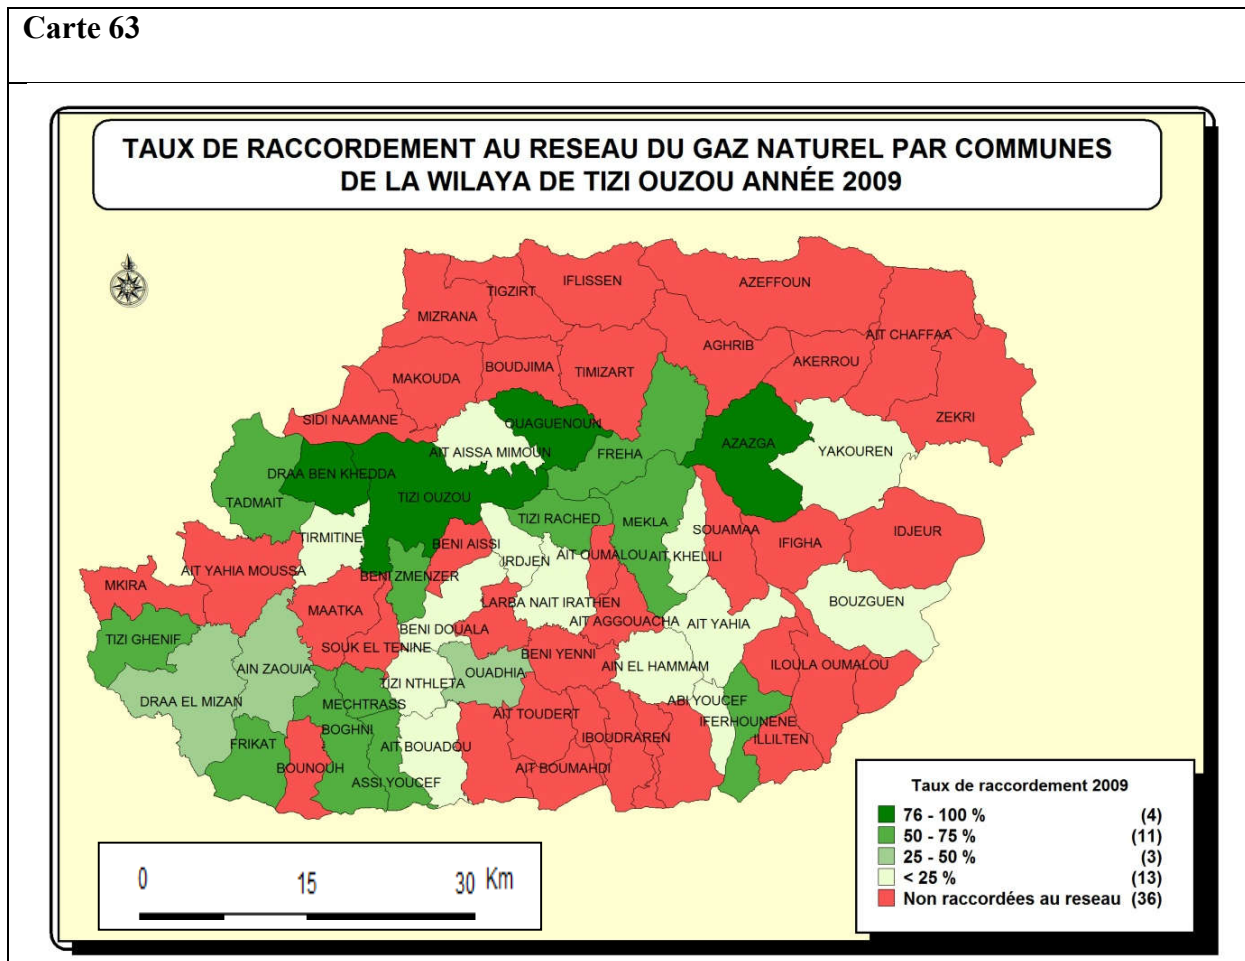 Carte 63
TAUX DE RACCORDEMENT AU RESEAU DU GAZ NATUREL PAR COMMUNES
DE LA WILAYA DE TIZI OUZOU ANNÉE 2009
IFLISSEN
AZEFFOUN
TIGZIRT
MIZRANA
AIT CHAFFAA
AGHRIB
AKERROU
BOUDJIMA
TIMIZART
MAKOUDA
ZEKRI
SIDI NAAMANE
OUAGUENOUN
AZAZGA
AIT AISSA MIMOUN
FREHA
YAKOUREN
DRAA BEN KHEDDA
TIZI OUZOU
TADMAIT
TIZI RACHED
MEKLA
SOUAMAA
IDJEUR
TIRMITINE
BENI AISSI
IFIGHA
AIT OUMALOU
AIT KHELILI
IRDJEN
AIT YAHIA MOUSSA
BENI ZMENZER
MKIRA
LARBA NAIT IRATHEN
BOUZGUEN
MAATKA
AIT AGGOUACHA
AIT YAHIA
BENI DOUALA
TIZI GHENIF
SOUK EL TENINE
BENI YENNI
AIN ZAOUIA
AIN EL HAMMAM
ILOULA OUMALOU
OUADHIA
TIZI NTHLETA
DRAA EL MIZAN
MECHTRASS
ABI YOUCEF
AIT TOUDERT
IFERHOUNENE
BOGHNI
IBOUDRAREN
ILLILTEN
FRIKAT
AIT BOUADOU
BOUNOUH
AIT BOUMAHDI
ASSI YOUCEF
Taux de raccordement 2009
76 - 100 % (4)
50 - 75 % (11)
25 - 50 % (3)
< 25 % (13)
Non raccordées au reseau (36)
0 15 30 Km